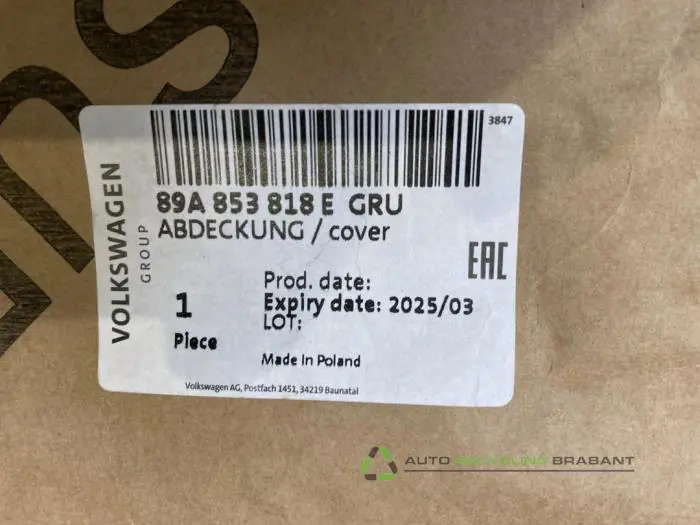 3847
89A 853 818 E GRU
ABDECKUNG / cover
VOLKSWAGEN
GROUP
EAC
Prod. date:
1
Expiry date: 2025/03
LOT:
Piece
Made in Poland
Volkswagen AG, Postfach 1451, 34219 Baunatal
AUTO RECYCLING BRABANT